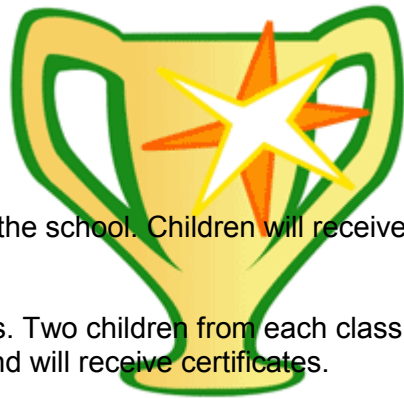 the school. Children will receive
s. Two children from each class
nd will receive certificates.